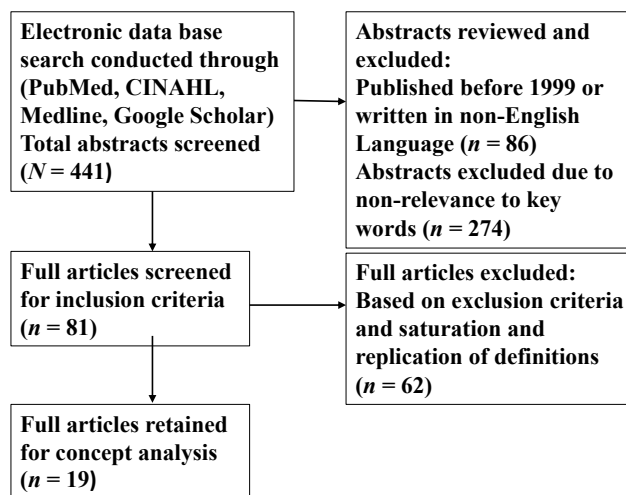 Electronic data base
search conducted through
(PubMed, CINAHL,
Medline, Google Scholar)
Total abstracts screened
(N = 441)
Abstracts reviewed and
excluded:
Published before 1999 or
written in non-English
Language (n = 86)
Abstracts excluded due to
non-relevance to key
words (n = 274)
Full articles screened
for inclusion criteria
(n = 81)
Full articles excluded:
Based on exclusion criteria
and saturation and
replication of definitions
(n = 62)
Full articles retained
for concept analysis
(n = 19)